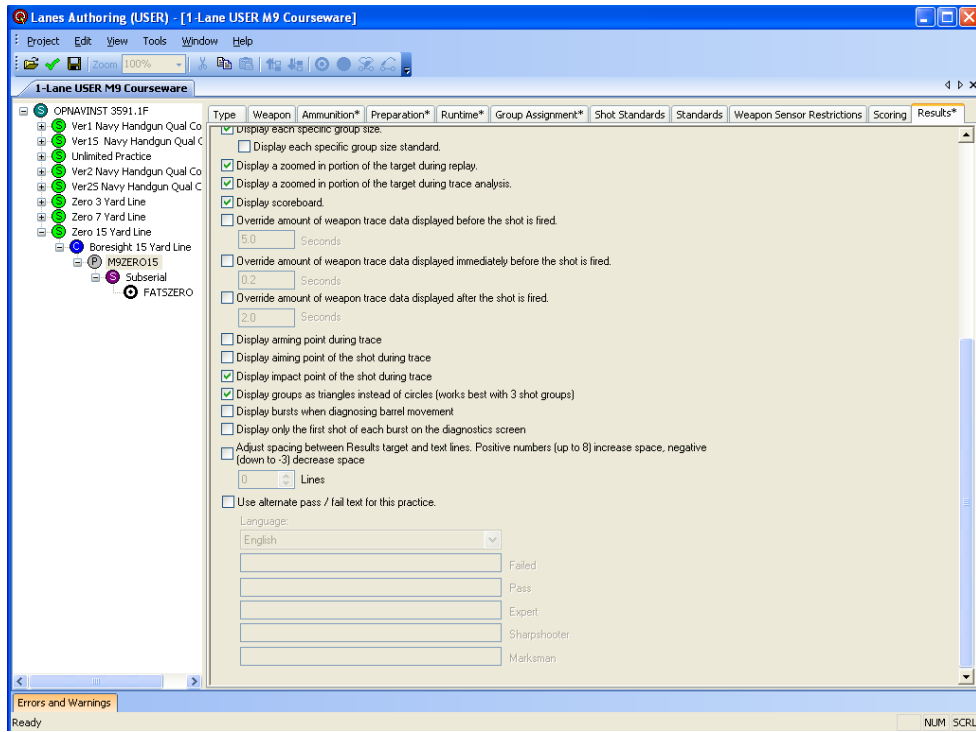 Lanes Authoring (USER) - [1-Lane USER M9 Courseware]
Project Edit View Tools Window Help
Zoom 100%
1-Lane USER M9 Courseware
OPNAVINST 3591.1F
Ver1 Navy Handgun Qual Co
Ver1S Navy Handgun Qual C
Unlimited Practice
Ver2 Navy Handgun Qual Co
Ver2S Navy Handgun Qual C
Zero 3 Yard Line
Zero 7 Yard Line
Zero 15 Yard Line
C Boresight 15 Yard Line
P M9ZERO15
S Subserial
FATSZERO
Type Weapon Ammunition* Preparation* Runtime* Group Assignment* Shot Standards Standards Weapon Sensor Restrictions Scoring Results*
Display each specific group size.
Display each specific group size standard.
Display a zoomed in portion of the target during replay.
Display a zoomed in portion of the target during trace analysis.
Display scoreboard.
Override amount of weapon trace data displayed before the shot is fired.
5.0 Seconds
Override amount of weapon trace data displayed immediately before the shot is fired.
0.2 Seconds
Override amount of weapon trace data displayed after the shot is fired.
2.0 Seconds
Display arming point during trace
Display aiming point of the shot during trace
Display impact point of the shot during trace
Display groups as triangles instead of circles (works best with 3 shot groups)
Display bursts when diagnosing barrel movement
Display only the first shot of each burst on the diagnostics screen
Adjust spacing between Results target and text lines. Positive numbers (up to 8) increase space, negative
(down to -3) decrease space
0 Lines
Use alternate pass / fail text for this practice.
Language:
English
Failed
Pass
Expert
Sharpshooter
Marksman
Errors and Warnings
Ready NUM SCRL